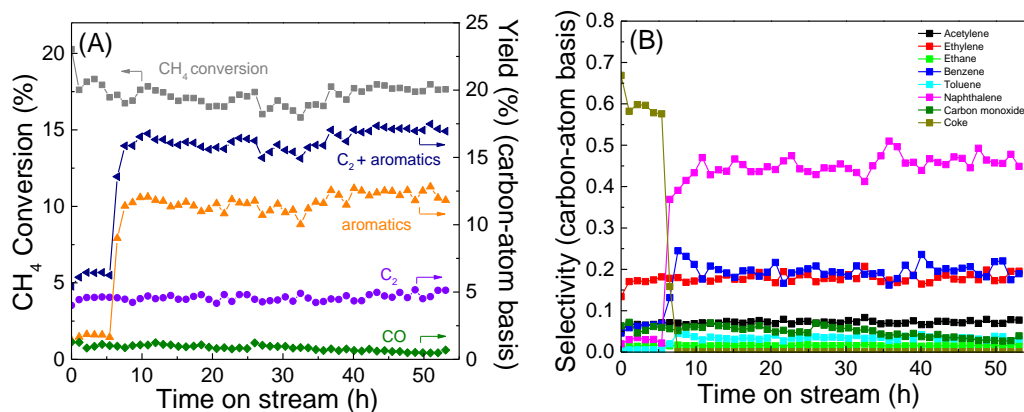 (A)
CH4 conversion
C2 + aromatics
aromatics
C2
CO
CH4 Conversion (%)
0
5
10
15
20
Yield (%) (carbon-atom basis)
0
5
10
15
20
25
0 10 20 30 40 50
Time on stream (h)
(B)
Acetylene
Ethylene
Ethane
Benzene
Toluene
Naphthalene
Carbon monoxide
Coke
Selectivity (carbon-atom basis)
0.8
0.7
0.6
0.5
0.4
0.3
0.2
0.1
0.0
0 10 20 30 40 50
Time on stream (h)